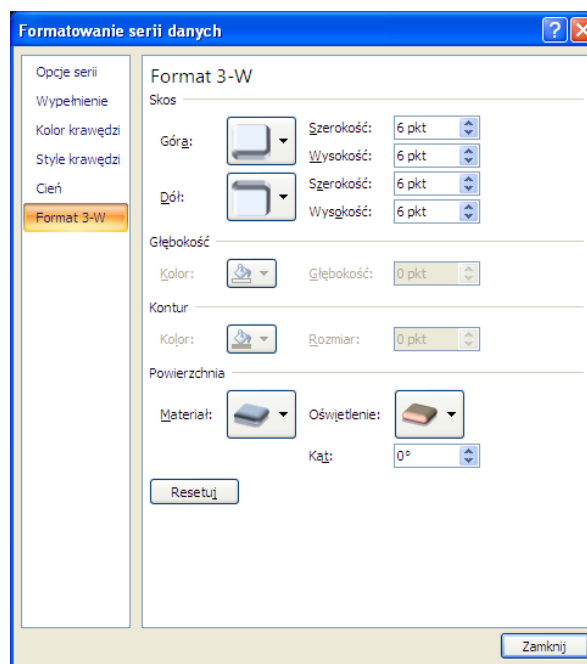 Formatowanie serii danych
Opcje serii
Wypełnienie
Kolor krawędzi
Style krawędzi
Cień
Format 3-W
Format 3-W
Skos
Góra:
Szerokość: 6 pkt
Wysokość: 6 pkt
Dół:
Szerokość: 6 pkt
Wysokość: 6 pkt
Głębokość
Kolor:
Głębokość: 0 pkt
Kontur
Kolor:
Rozmiar: 0 pkt
Powierzchnia
Materiał:
Oświetlenie:
Kąt: 0°
Resetuj
Zamknij